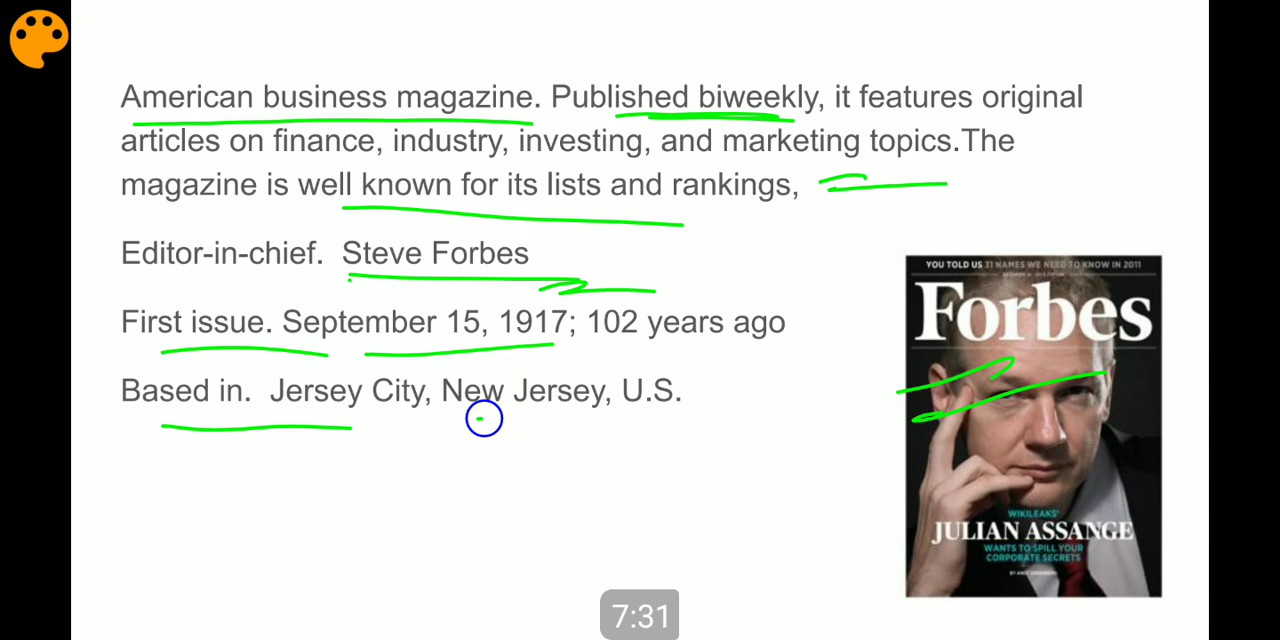 American business magazine. Published biweekly, it features original
articles on finance, industry, investing, and marketing topics.The
magazine is well known for its lists and rankings,
Editor-in-chief. Steve Forbes
First issue. September 15, 1917; 102 years ago
Based in. Jersey City, New Jersey, U.S.
YOU TOLD US 31 NAMES WE NEED TO KNOW IN 2011
Forbes
WIKILEAKS'
JULIAN ASSANGE
WANTS TO SPILL YOUR
CORPORATE SECRETS
7:31